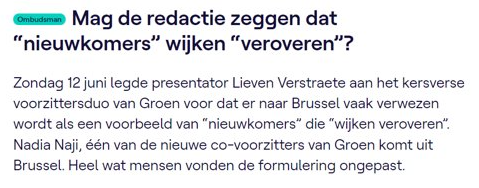 Ombudsman Mag de redactie zeggen dat
“nieuwkomers” wijken “veroveren”?
Zondag 12 juni legde presentator Lieven Verstraete aan het kersverse
voorzittersduo van Groen voor dat er naar Brussel vaak verwezen
wordt als een voorbeeld van “nieuwkomers” die “wijken veroveren”.
Nadia Naji, één van de nieuwe co-voorzitters van Groen komt uit
Brussel. Heel wat mensen vonden de formulering ongepast.